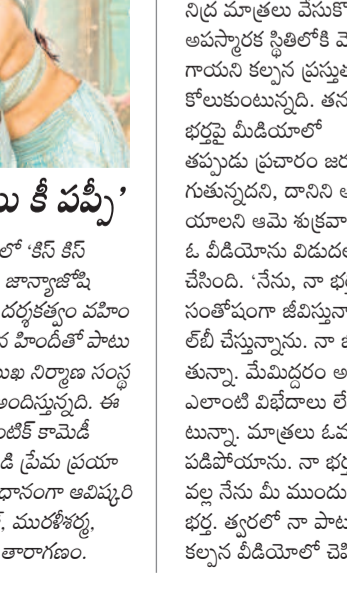 కీ పప్పీ’
లో ‘కిస్ కిస్
జాన్యాజోషి
దర్శకత్వం వహిం
హిందీతో పాటు
నిర్మాణ సంస్థ
అందిస్తున్నది. ఈ
కామెడీ
ప్రేమ ప్రయా
ఆవిష్కరి
మురళీశర్మ,
తారాగణం.
నిద్ర మాత్రలు వేసుకొ
అపస్మారక స్థితిలోకి వె
గాయని కల్పన ప్రస్తుత
కోలుకుంటున్నది. తన
భర్తపై మీడియాలో
తప్పుడు ప్రచారం జర
గుతున్నదని, దానిని ఆ
యాలని ఆమె శుక్రవా
ఓ వీడియోను విడుదల
చేసింది. ‘నేను, నా భర్త
సంతోషంగా జీవిస్తున్నా
ల్‌బీ చేస్తున్నాను. నా భ
తున్నా. మేమిద్దరం అ
ఎలాంటి విభేదాలు లే
టున్నా. మాత్రలు ఓవ
పడిపోయాను. నా భర్త
వల్ల నేను మీ ముందు
భర్త. త్వరలో నా పాట
కల్పన వీడియోలో చెప